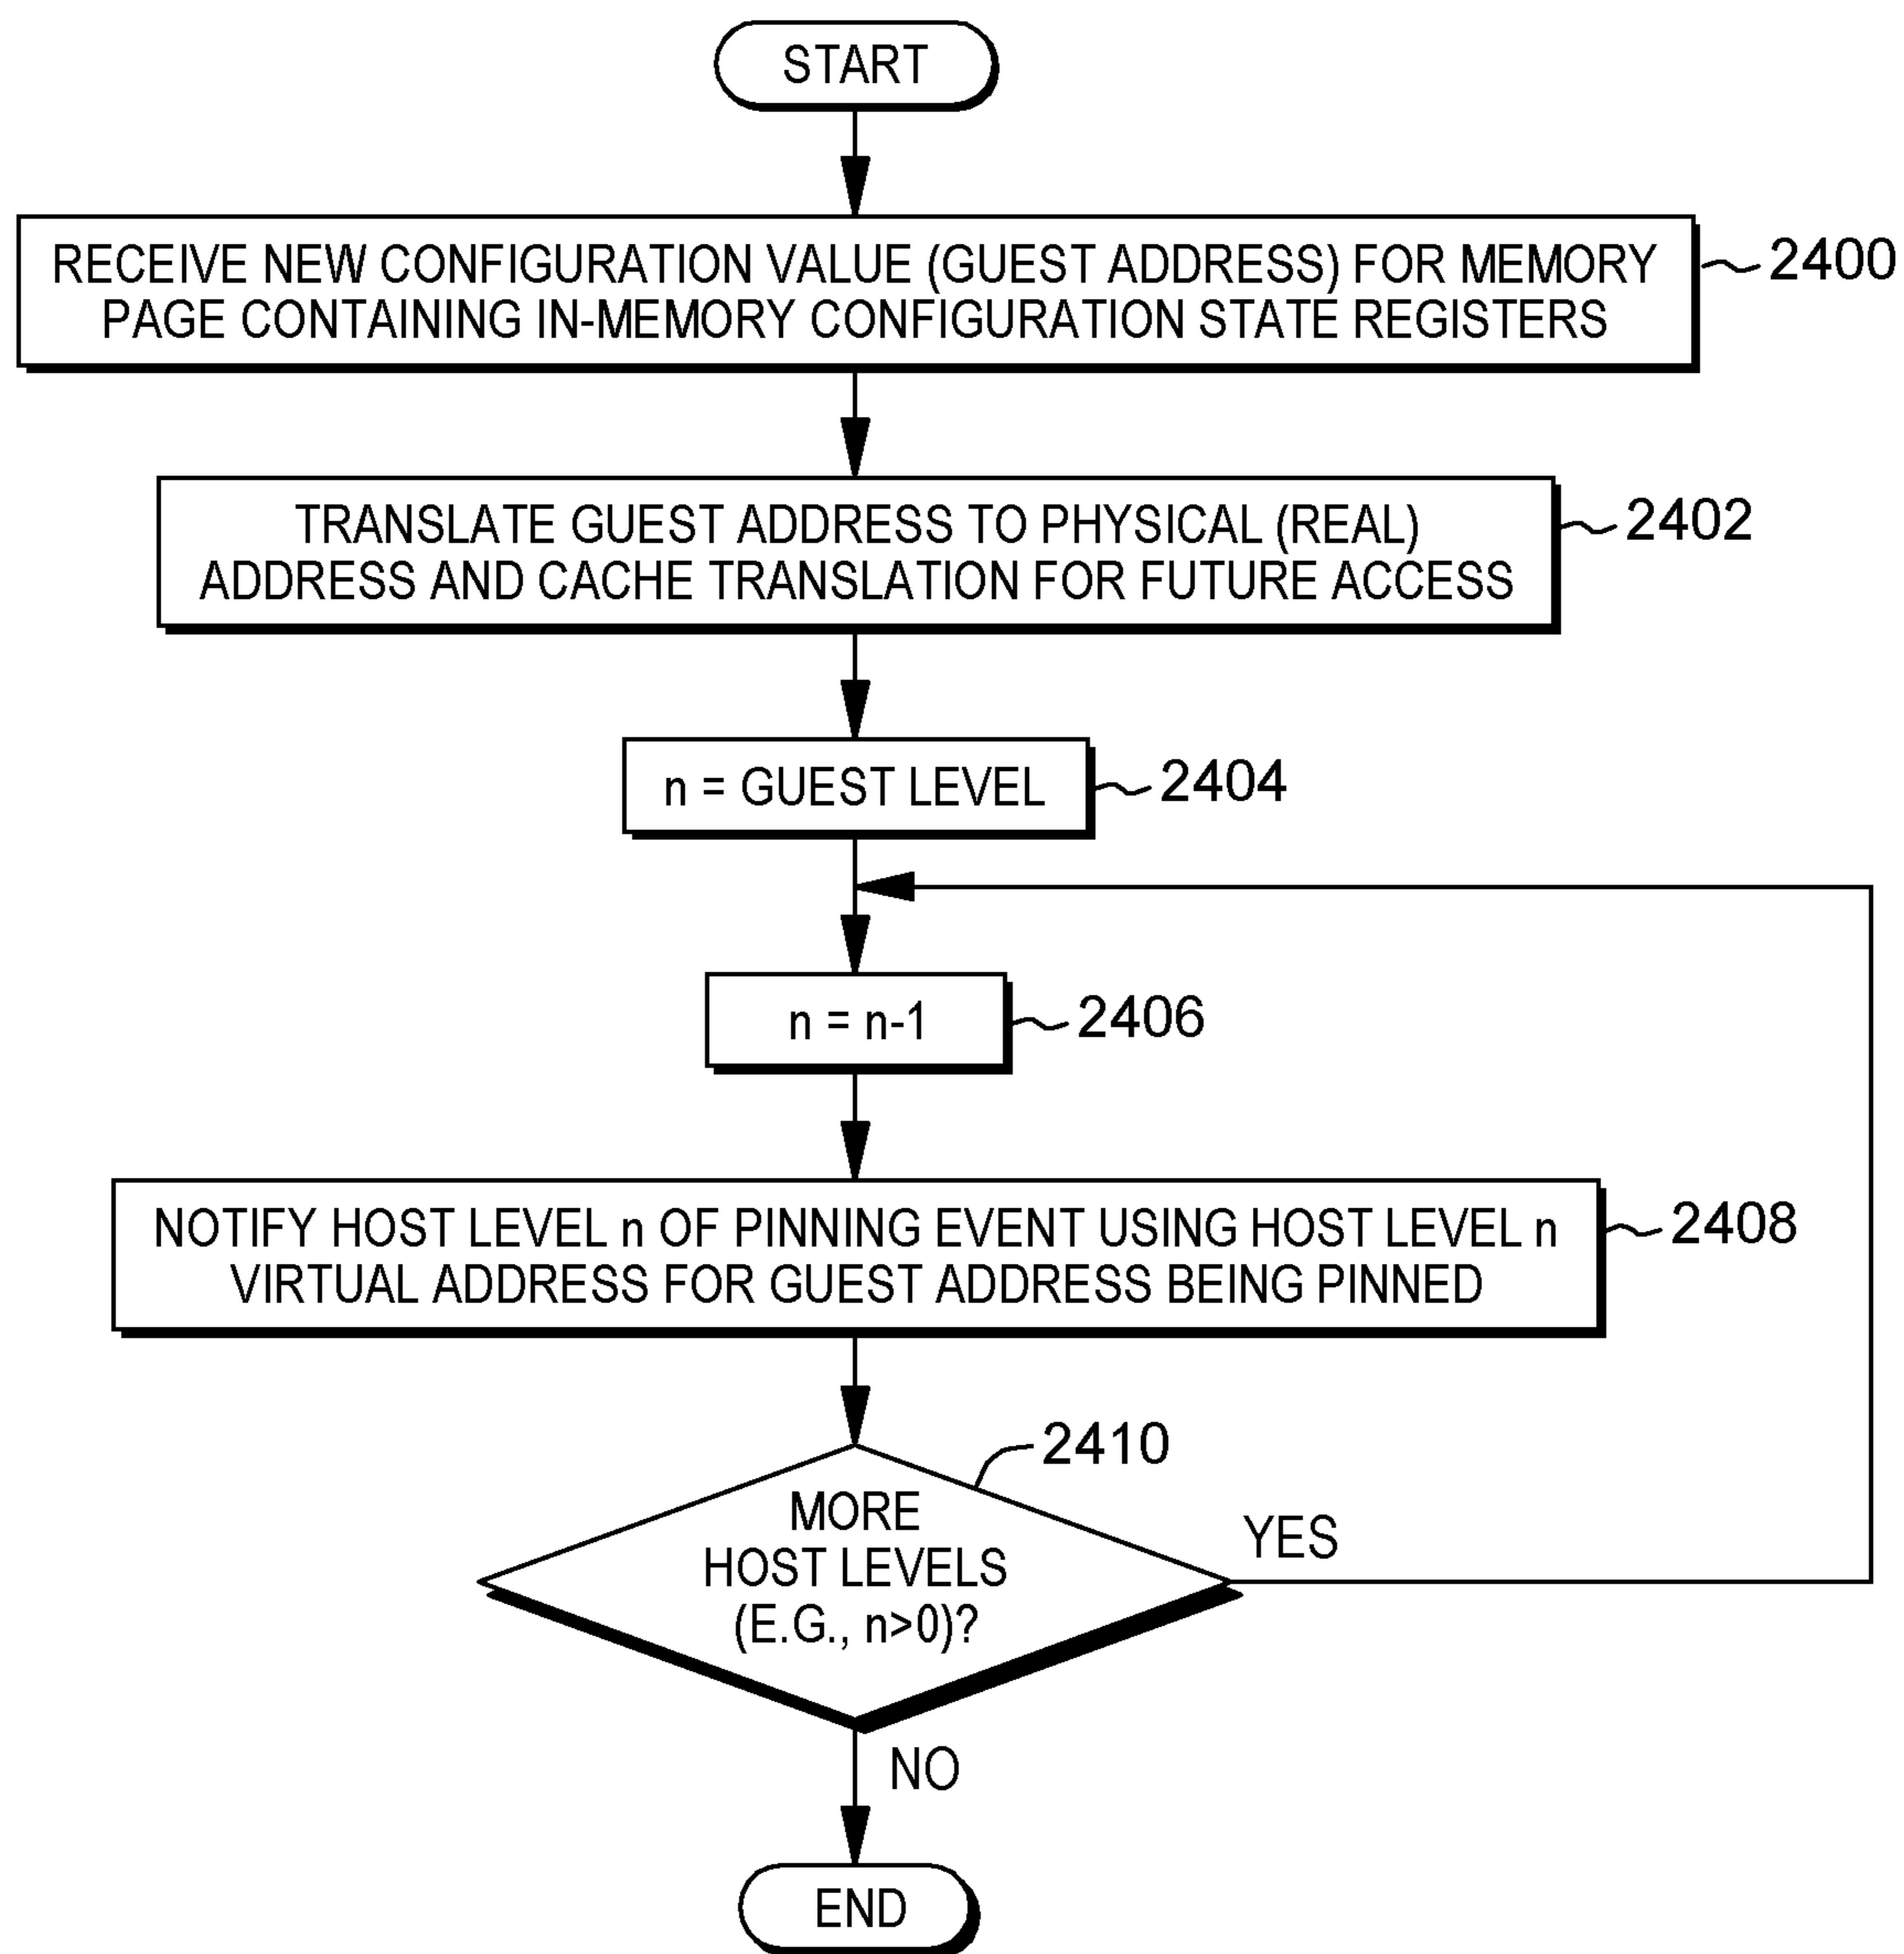 START
RECEIVE NEW CONFIGURATION VALUE (GUEST ADDRESS) FOR MEMORY
PAGE CONTAINING IN-MEMORY CONFIGURATION STATE REGISTERS
2400
TRANSLATE GUEST ADDRESS TO PHYSICAL (REAL)
ADDRESS AND CACHE TRANSLATION FOR FUTURE ACCESS
2402
n = GUEST LEVEL
2404
n = n-1
2406
NOTIFY HOST LEVEL n OF PINNING EVENT USING HOST LEVEL n
VIRTUAL ADDRESS FOR GUEST ADDRESS BEING PINNED
2408
2410
MORE
HOST LEVELS
(E.G., n>0)?
YES
NO
END